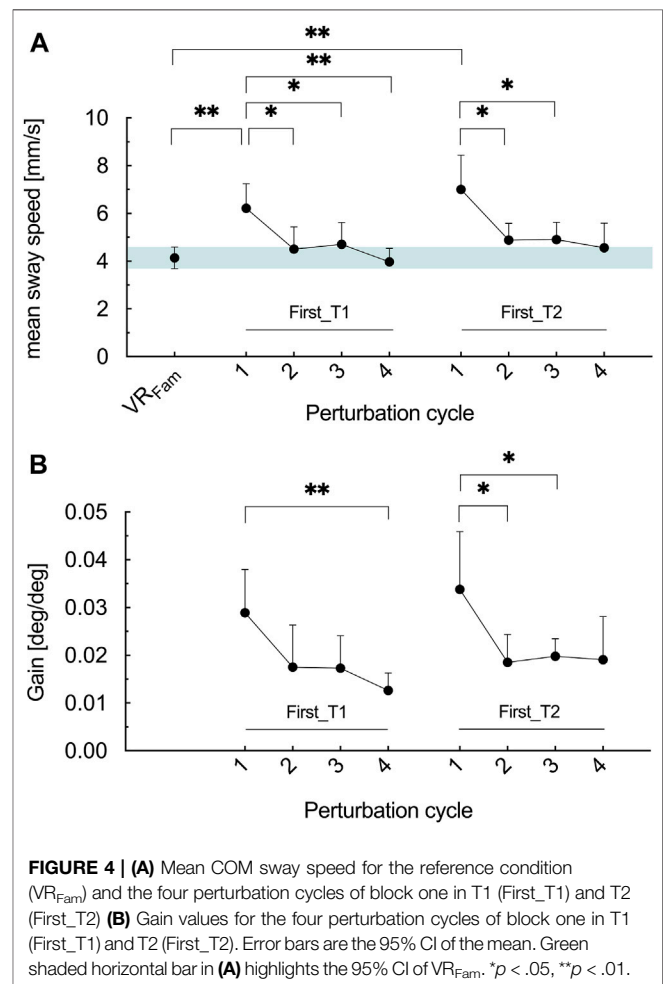 A
**
**
*
** * * *
mean sway speed [mm/s]
10
8
6
4
2
0
First_T1 First_T2
VRFam 1 2 3 4 1 2 3 4
Perturbation cycle
B
** * *
Gain [deg/deg]
0.05
0.04
0.03
0.02
0.01
0.00
First_T1 First_T2
1 2 3 4 1 2 3 4
Perturbation cycle
FIGURE 4 | (A) Mean COM sway speed for the reference condition
(VRFam) and the four perturbation cycles of block one in T1 (First_T1) and T2
(First_T2) (B) Gain values for the four perturbation cycles of block one in T1
(First_T1) and T2 (First_T2). Error bars are the 95% CI of the mean. Green
shaded horizontal bar in (A) highlights the 95% CI of VRFam. *p < .05, **p < .01.